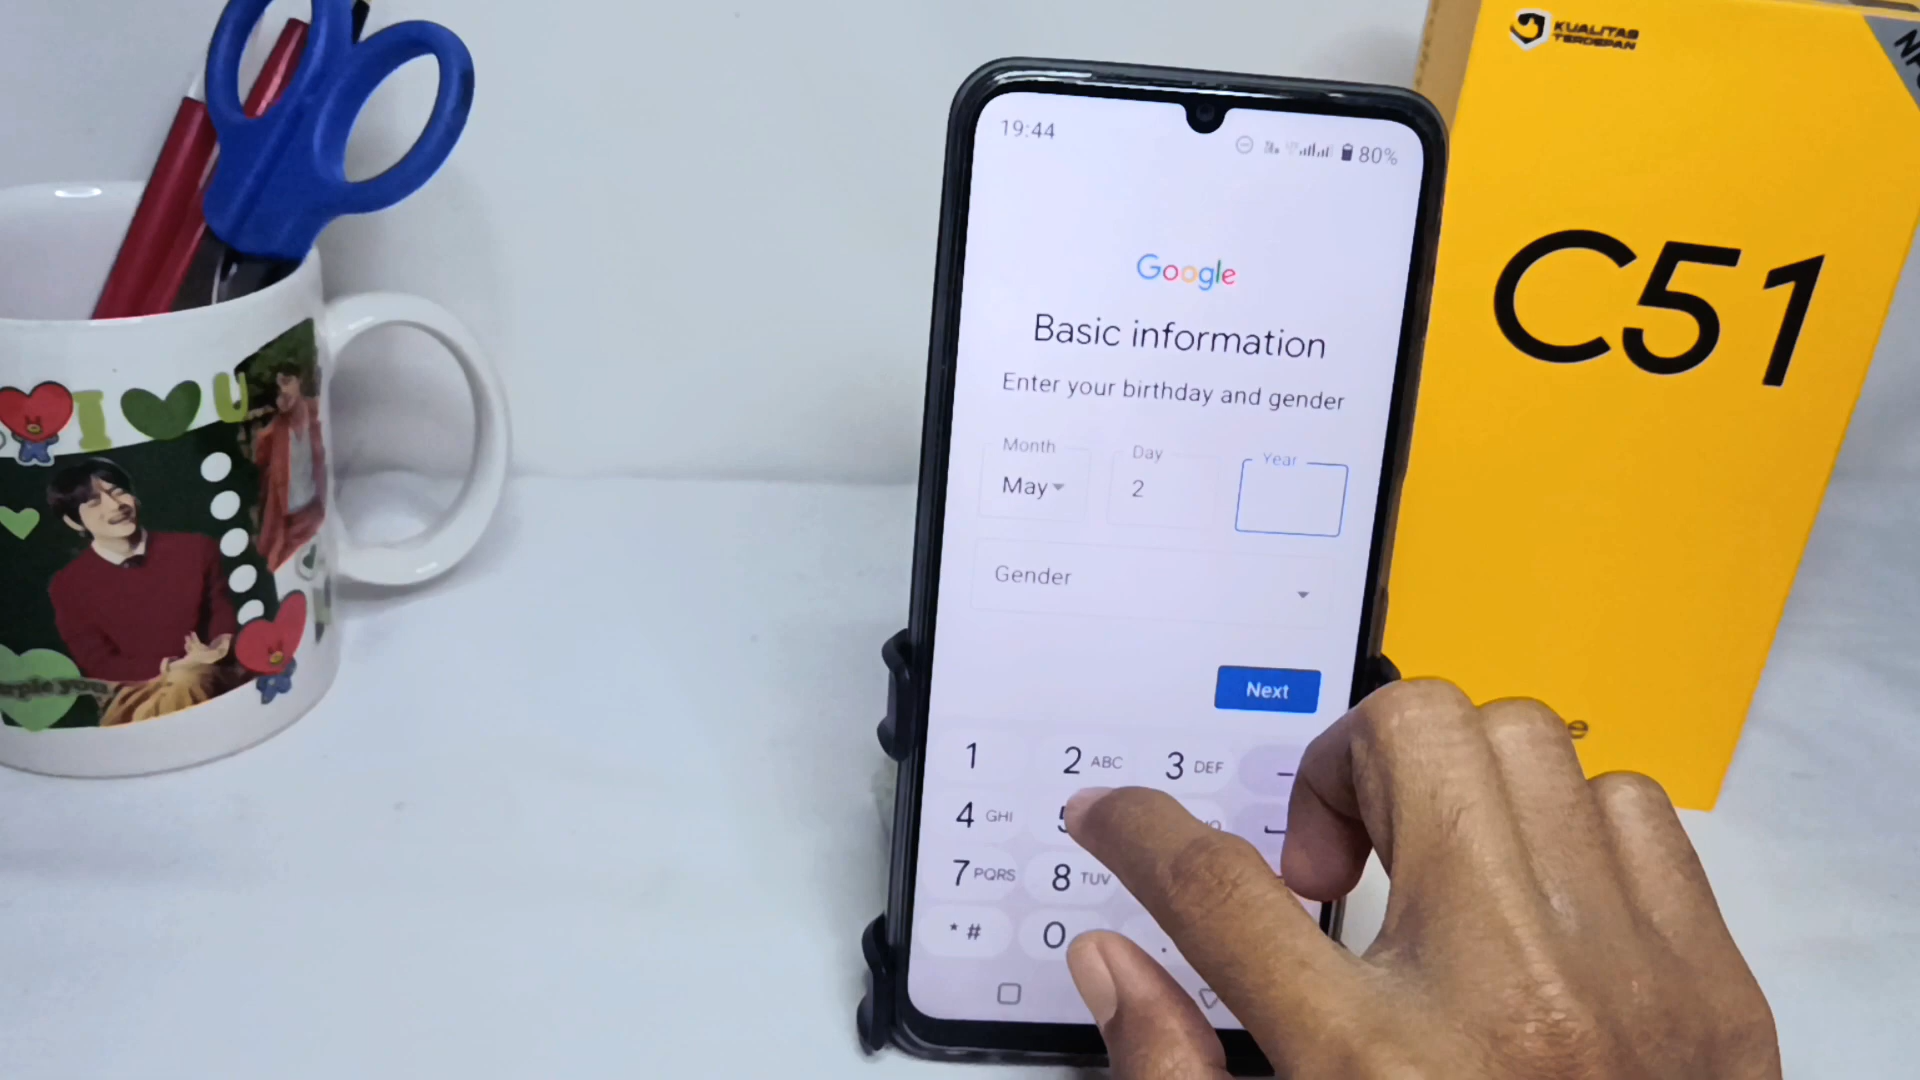 KUALITAS
TERDEPAN
C51
I U
19:44
80%
Google
Basic information
Enter your birthday and gender
Month
May
Day
2
Year
Gender
Next
1
2 ABC
3 DEF
4 GHI
7 PQRS
8 TUV
* #
0